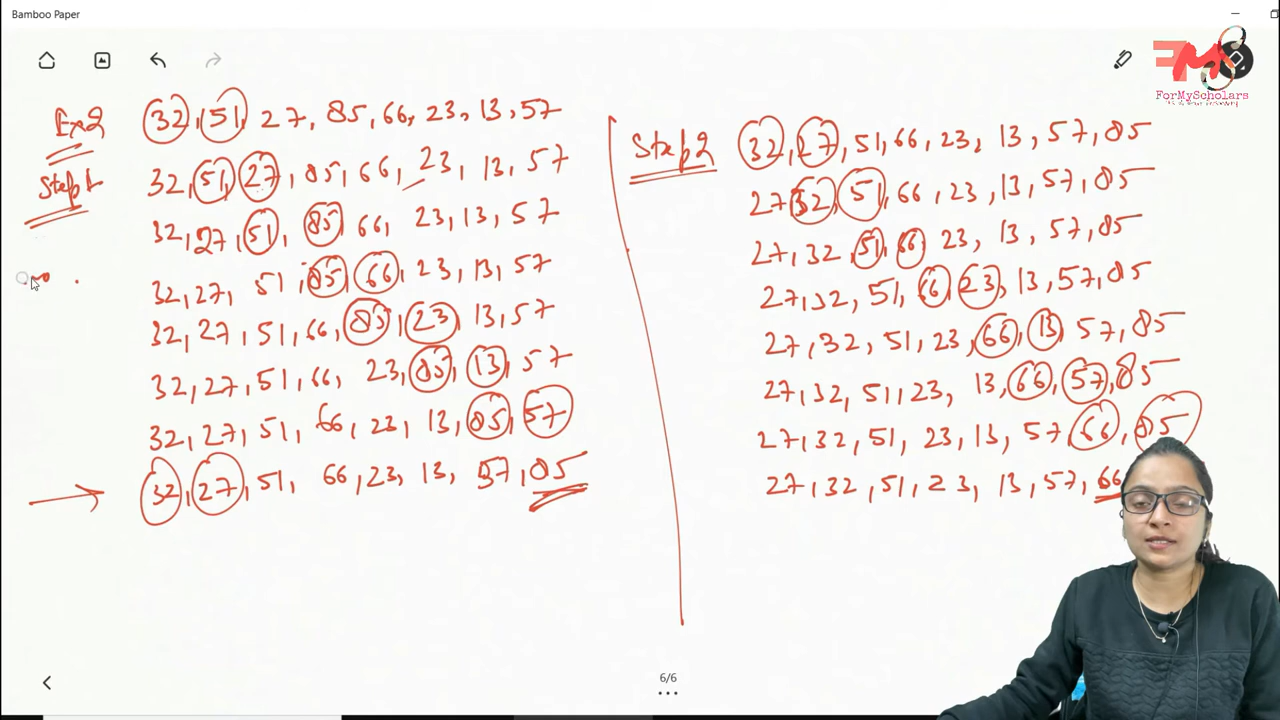 Bamboo Paper
ForMyScholars
Ex2 32, 51, 27, 85, 66, 23, 13, 57
Step1 32, 51, 27, 85, 66, 23, 13, 57
32, 27, 51, 85, 66, 23, 13, 57
32, 27, 51, 85, 66, 23, 13, 57
32, 27, 51, 66, 85, 23, 13, 57
32, 27, 51, 66, 23, 85, 13, 57
32, 27, 51, 66, 23, 13, 85, 57
32, 27, 51, 66, 23, 13, 57, 85
Step2 32, 27, 51, 66, 23, 13, 57, 85
27, 32, 51, 66, 23, 13, 57, 85
27, 32, 51, 66, 23, 13, 57, 85
27, 32, 51, 66, 23, 13, 57, 85
27, 32, 51, 23, 66, 13, 57, 85
27, 32, 51, 23, 13, 66, 57, 85
27, 32, 51, 23, 13, 57, 66, 85
27, 32, 51, 23, 13, 57, 66
6/6